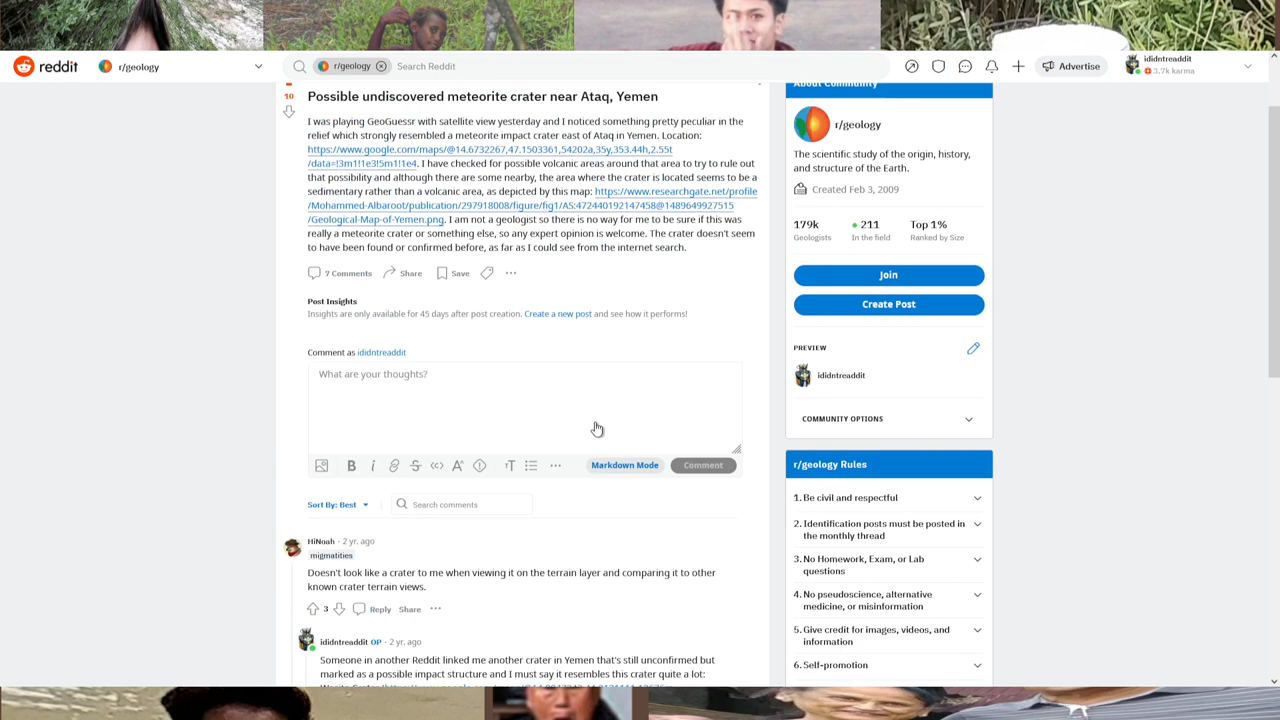 reddit
r/geology
r/geology
Search Reddit
Advertise
ididntreaddit
3.7k karma
10
Possible undiscovered meteorite crater near Ataq, Yemen
I was playing GeoGuessr with satellite view yesterday and I noticed something pretty peculiar in the
relief which strongly resembled a meteorite impact crater east of Ataq in Yemen. Location:
https://www.google.com/maps/@14.6732267,47.1503361,54202a,35y,353.44h,2.55t
/data=!3m1!1e3!5m1!1e4. I have checked for possible volcanic areas around that area to try to rule out
that possibility and although there are some nearby, the area where the crater is located seems to be a
sedimentary rather than a volcanic area, as depicted by this map: https://www.researchgate.net/profile
/Mohammed-Albaroot/publication/297918008/figure/fig1/AS:472440192147458@1489649927515
/Geological-Map-of-Yemen.png. I am not a geologist so there is no way for me to be sure if this was
really a meteorite crater or something else, so any expert opinion is welcome. The crater doesn't seem
to have been found or confirmed before, as far as I could see from the internet search.
7 Comments
Share
Save
Post Insights
Insights are only available for 45 days after post creation. Create a new post and see how it performs!
Comment as ididntreaddit
What are your thoughts?
Markdown Mode
Comment
Sort By: Best
Search comments
HiNoah · 2 yr. ago
migmatities
Doesn't look like a crater to me when viewing it on the terrain layer and comparing it to other
known crater terrain views.
3
Reply
Share
ididntreaddit OP · 2 yr. ago
Someone in another Reddit linked me another crater in Yemen that's still unconfirmed but
marked as a possible impact structure and I must say it resembles this crater quite a lot:
About Community
r/geology
The scientific study of the origin, history,
and structure of the Earth.
Created Feb 3, 2009
179k
Geologists
211
In the field
Top 1%
Ranked by Size
Join
Create Post
PREVIEW
ididntreaddit
COMMUNITY OPTIONS
r/geology Rules
1. Be civil and respectful
2. Identification posts must be posted in
the monthly thread
3. No Homework, Exam, or Lab
questions
4. No pseudoscience, alternative
medicine, or misinformation
5. Give credit for images, videos, and
information
6. Self-promotion